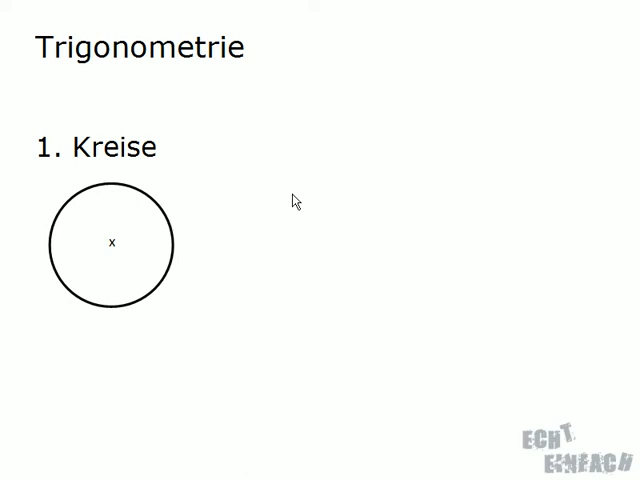 Trigonometrie
1. Kreise
x
ECHT
EINFACH